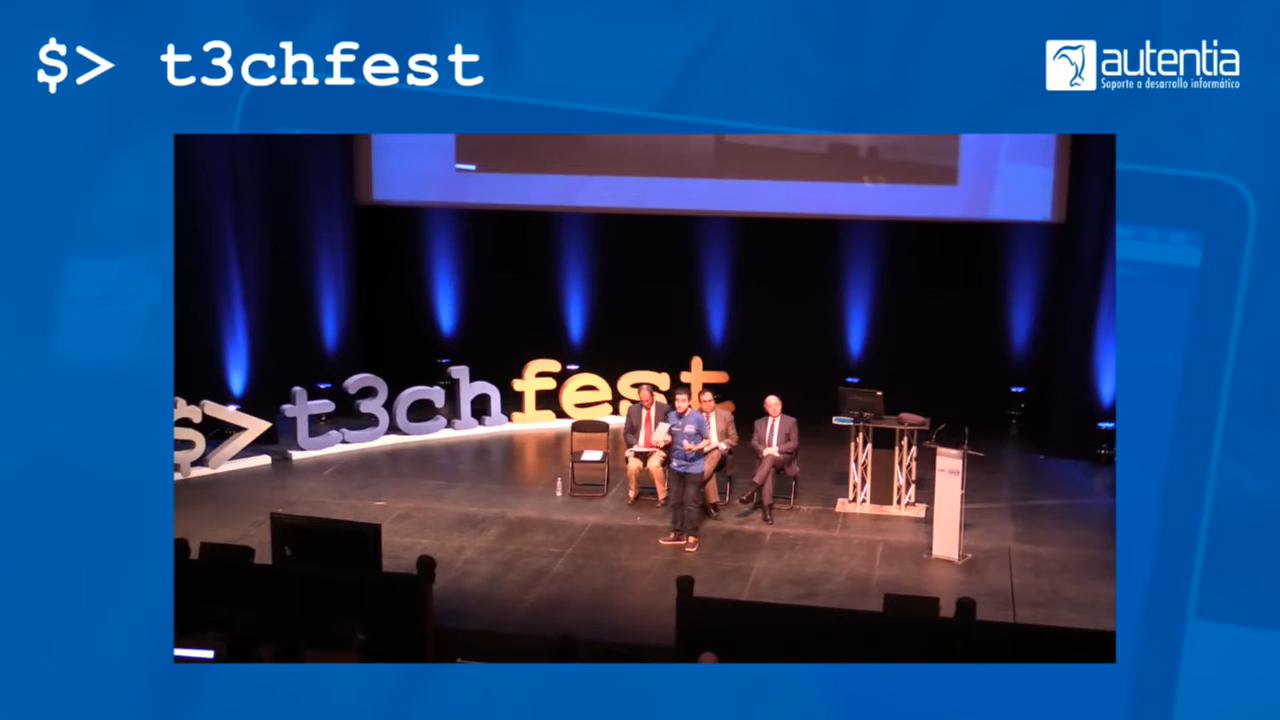 $> t3chfest
autentia
Soporte a desarrollo informático
$> t3chfest